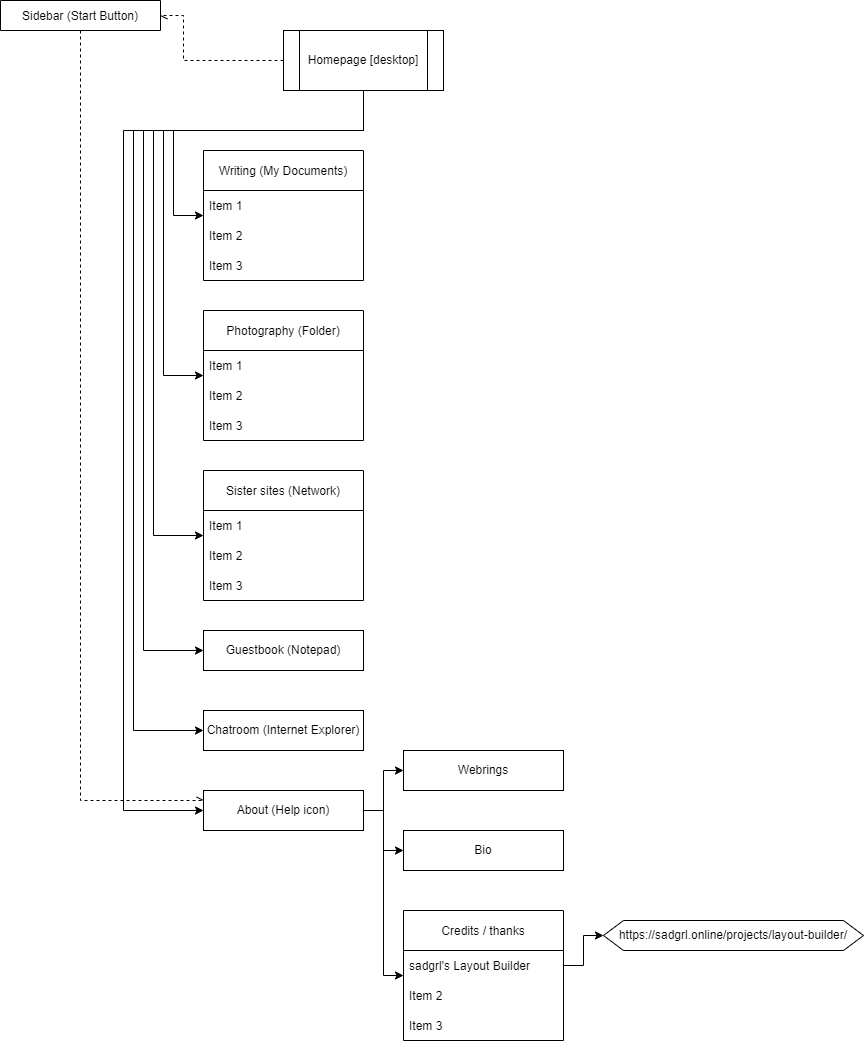 Sidebar (Start Button)
Homepage [desktop]
Writing (My Documents)
Item 1
Item 2
Item 3
Photography (Folder)
Item 1
Item 2
Item 3
Sister sites (Network)
Item 1
Item 2
Item 3
Guestbook (Notepad)
Chatroom (Internet Explorer)
About (Help icon)
Webrings
Bio
Credits / thanks
sadgrl's Layout Builder
Item 2
Item 3
https://sadgrl.online/projects/layout-builder/